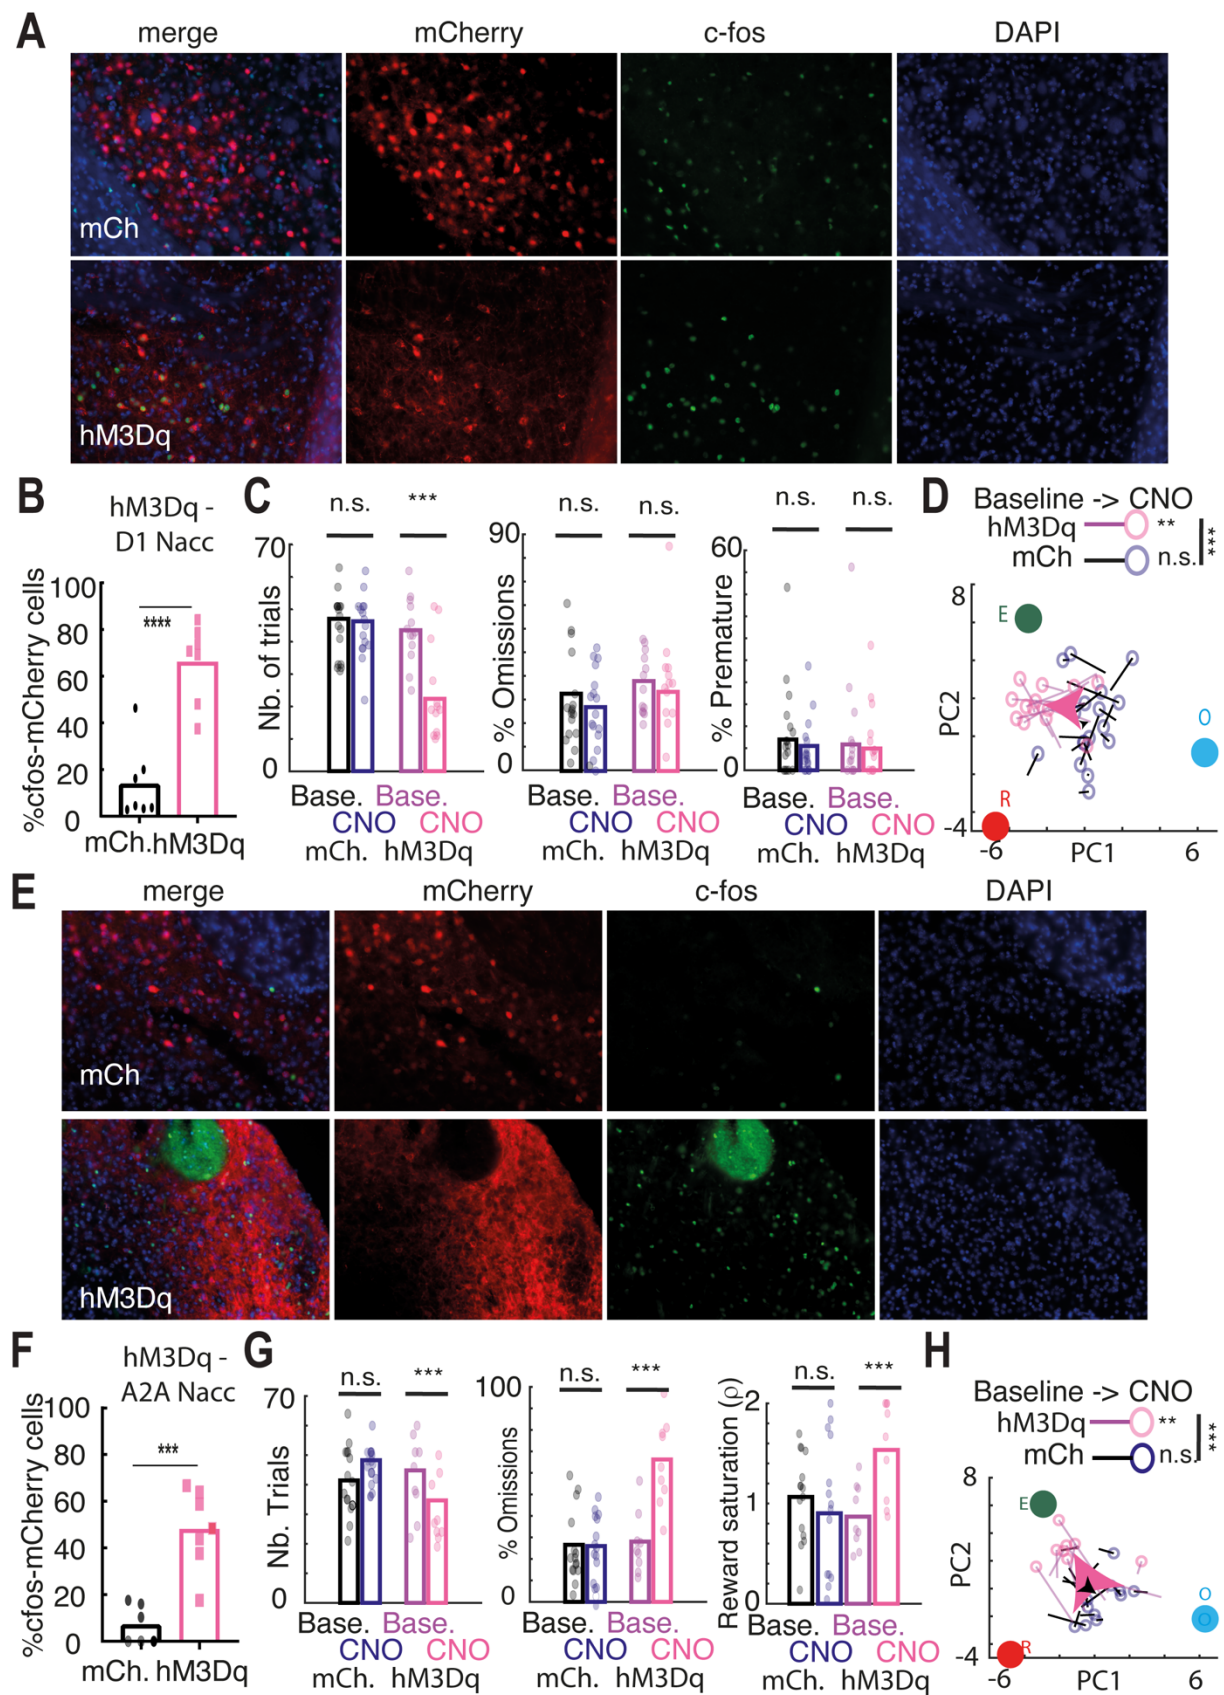 A
merge mCherry c-fos DAPI
mCh
hM3Dq
B
hM3Dq -
D1 Nacc
%cfos-mCherry cells
100
80
60
40
20
0
****
mCh. hM3Dq
C
n.s. ***
Nb. of trials
70
0
Base. Base.
CNO CNO
mCh. hM3Dq
n.s. n.s.
% Omissions
90
0
Base. Base.
CNO CNO
mCh. hM3Dq
n.s. n.s.
% Premature
60
0
Base. Base.
CNO CNO
mCh. hM3Dq
D
Baseline -> CNO
hM3Dq **
mCh n.s.
***
8
E
PC2
O
R
-4
-6 PC1 6
E
merge mCherry c-fos DAPI
mCh
hM3Dq
F
hM3Dq -
A2A Nacc
%cfos-mCherry cells
100
80
60
40
20
0
***
mCh. hM3Dq
G
n.s. ***
Nb. Trials
70
0
Base. Base.
CNO CNO
mCh. hM3Dq
n.s. ***
% Omissions
100
0
Base. Base.
CNO CNO
mCh. hM3Dq
n.s. ***
Reward saturation (ρ)
2
1
0
Base. Base.
CNO CNO
mCh. hM3Dq
H
Baseline -> CNO
hM3Dq **
mCh n.s.
***
8
E
PC2
O
O
R
-4
-6 PC1 6